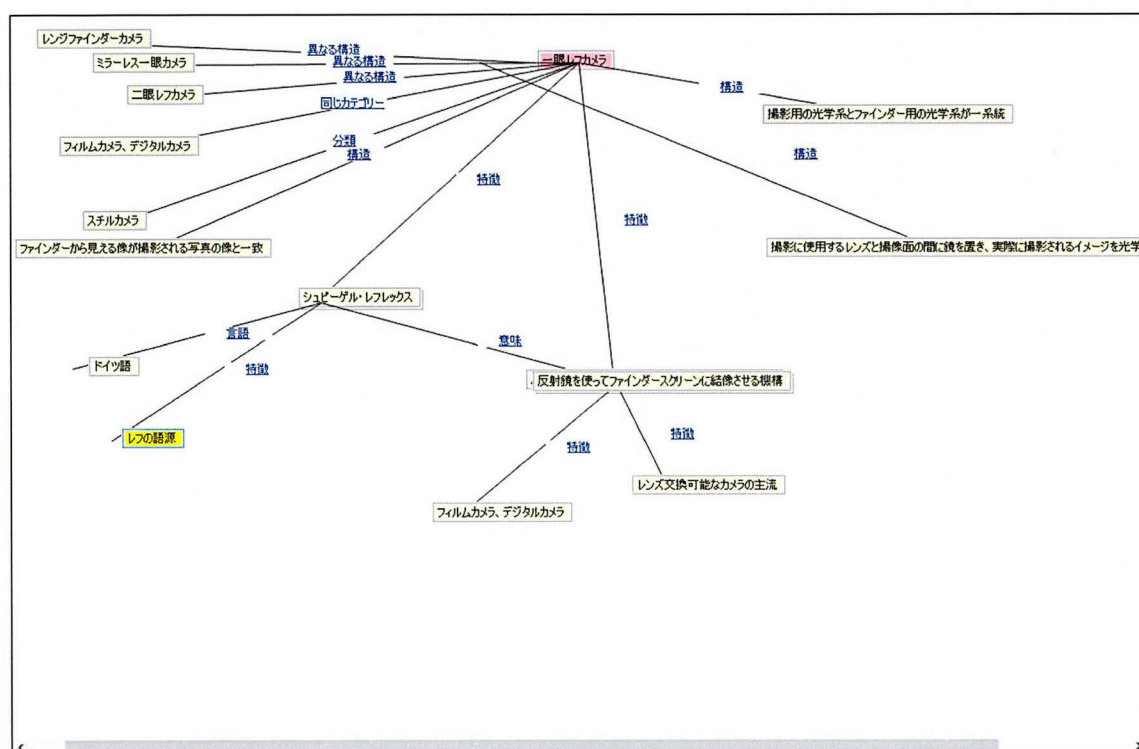 レンジファインダーカメラ
異なる構造
一眼レフカメラ
ミラーレス一眼カメラ
異なる構造
異なる構造
二眼レフカメラ
構造
同じカテゴリー
撮影用の光学系とファインダー用の光学系が一系統
フィルムカメラ、デジタルカメラ
分類
構造
構造
特徴
スチルカメラ
特徴
ファインダーから見える像が撮影される写真の像と一致
撮影に使用するレンズと撮像面の間に鏡を置き、実際に撮影されるイメージを光学
シュピーゲル・レフレックス
言語
意味
ドイツ語
特徴
反射鏡を使ってファインダースクリーンに結像させる機構
レフの語源
特徴
特徴
レンズ交換可能なカメラの主流
フィルムカメラ、デジタルカメラ